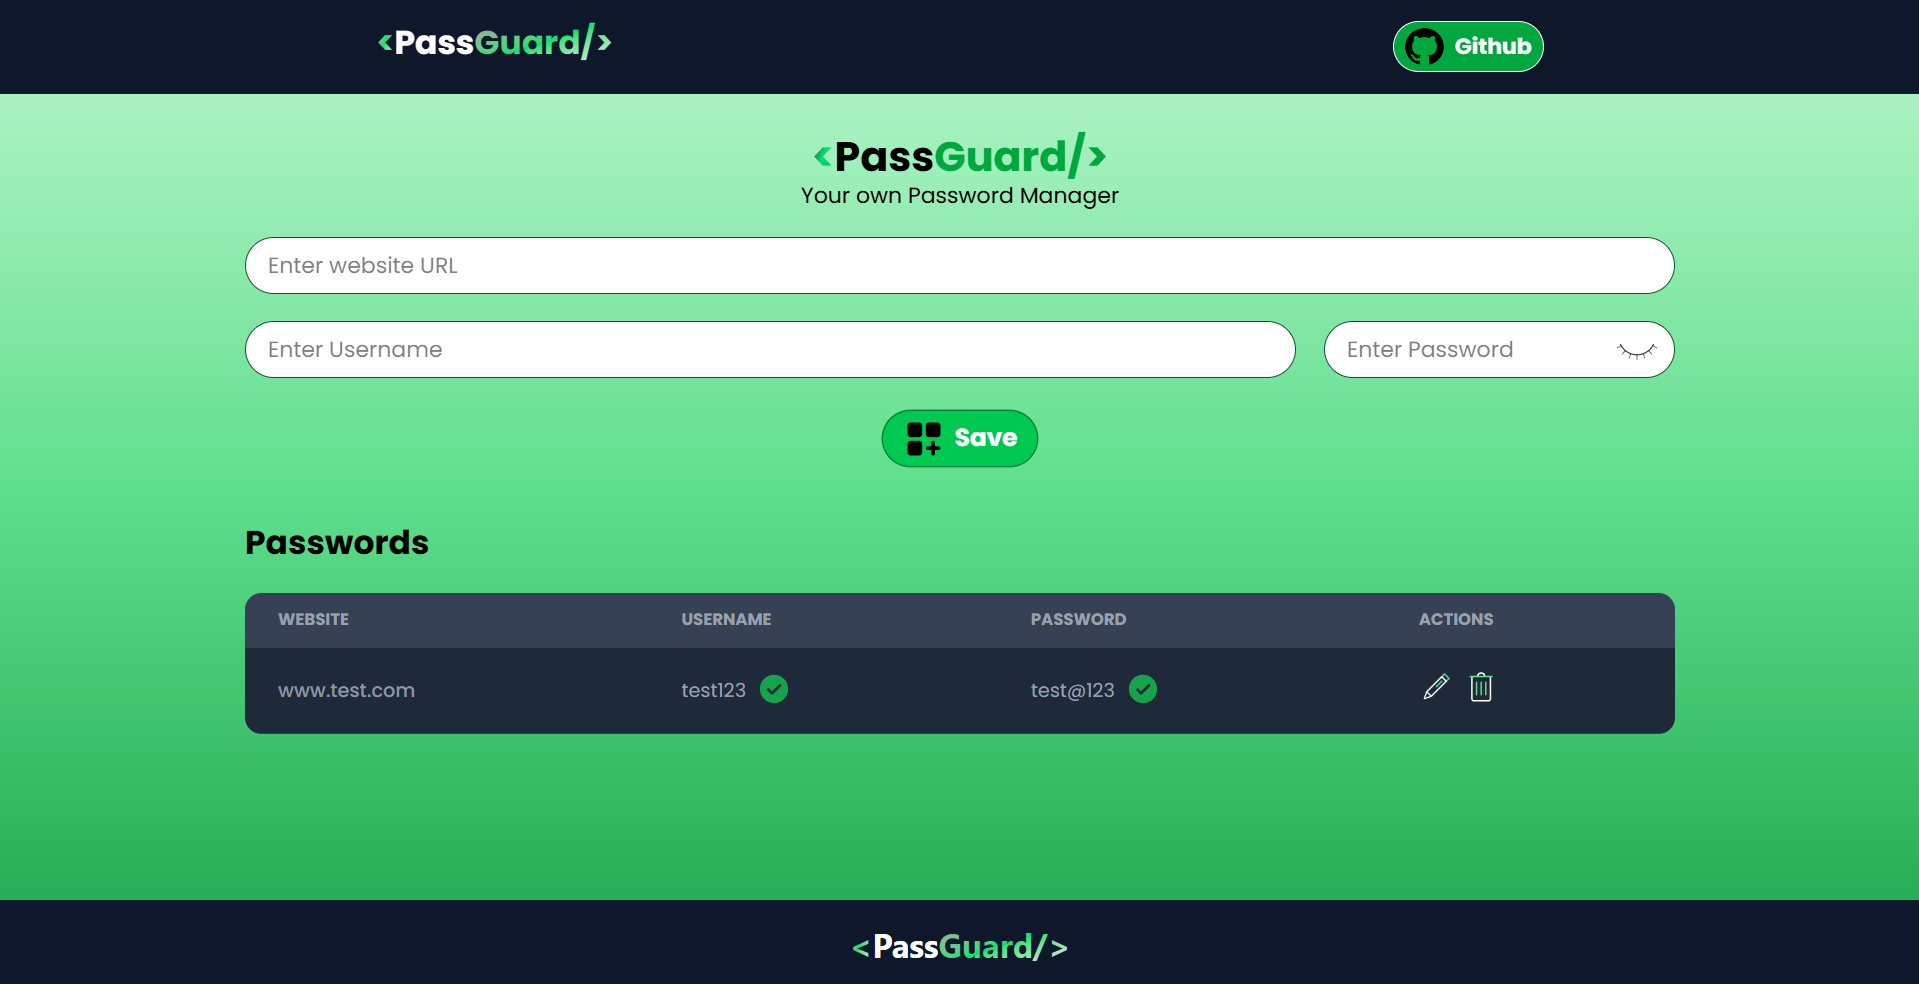 <PassGuard/>
Github
<PassGuard/>
Your own Password Manager
Enter website URL
Enter Username
Enter Password
Save
Passwords
WEBSITE USERNAME PASSWORD ACTIONS
www.test.com test123 test@123
<PassGuard/>